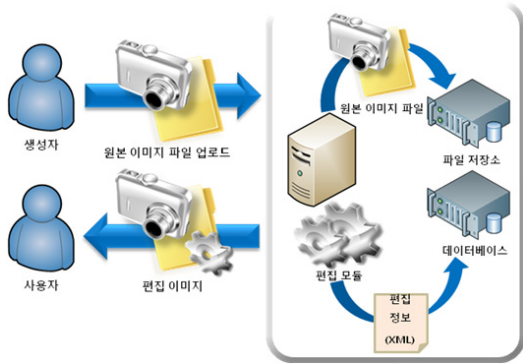 생성자
원본 이미지 파일 업로드
사용자
편집 이미지
원본 이미지 파일
파일 저장소
편집 모듈
데이터베이스
편집
정보
(XML)